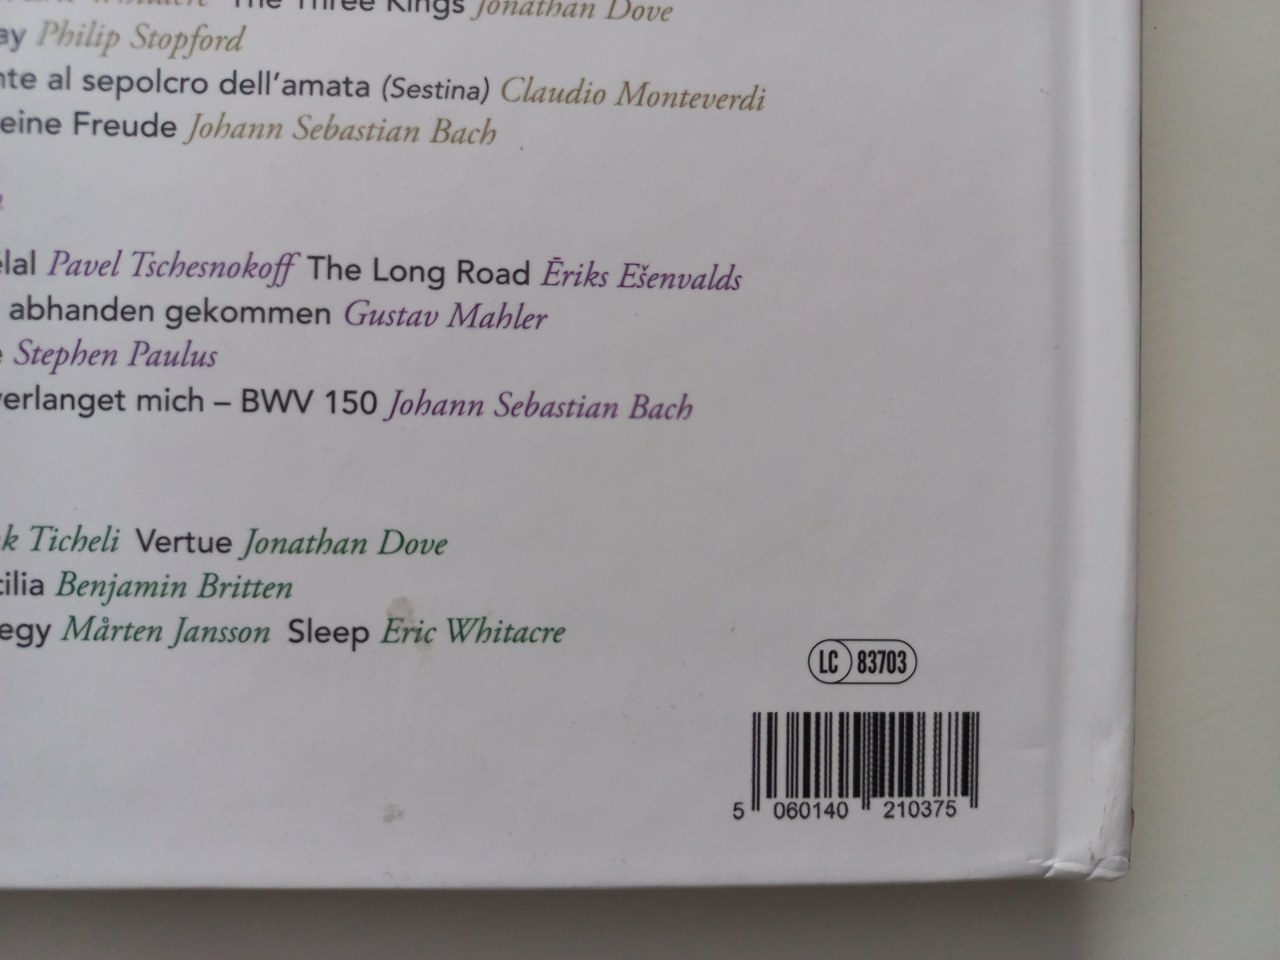 The Three Kings Jonathan Dove
ay Philip Stopford
nte al sepolcro dell'amata (Sestina) Claudio Monteverdi
eine Freude Johann Sebastian Bach
elal Pavel Tschesnokoff The Long Road Ēriks Ešenvalds
abhanden gekommen Gustav Mahler
e Stephen Paulus
verlanget mich – BWV 150 Johann Sebastian Bach
k Ticheli Vertue Jonathan Dove
cilia Benjamin Britten
egy Mårten Jansson Sleep Eric Whitacre
LC 83703
5 060140 210375